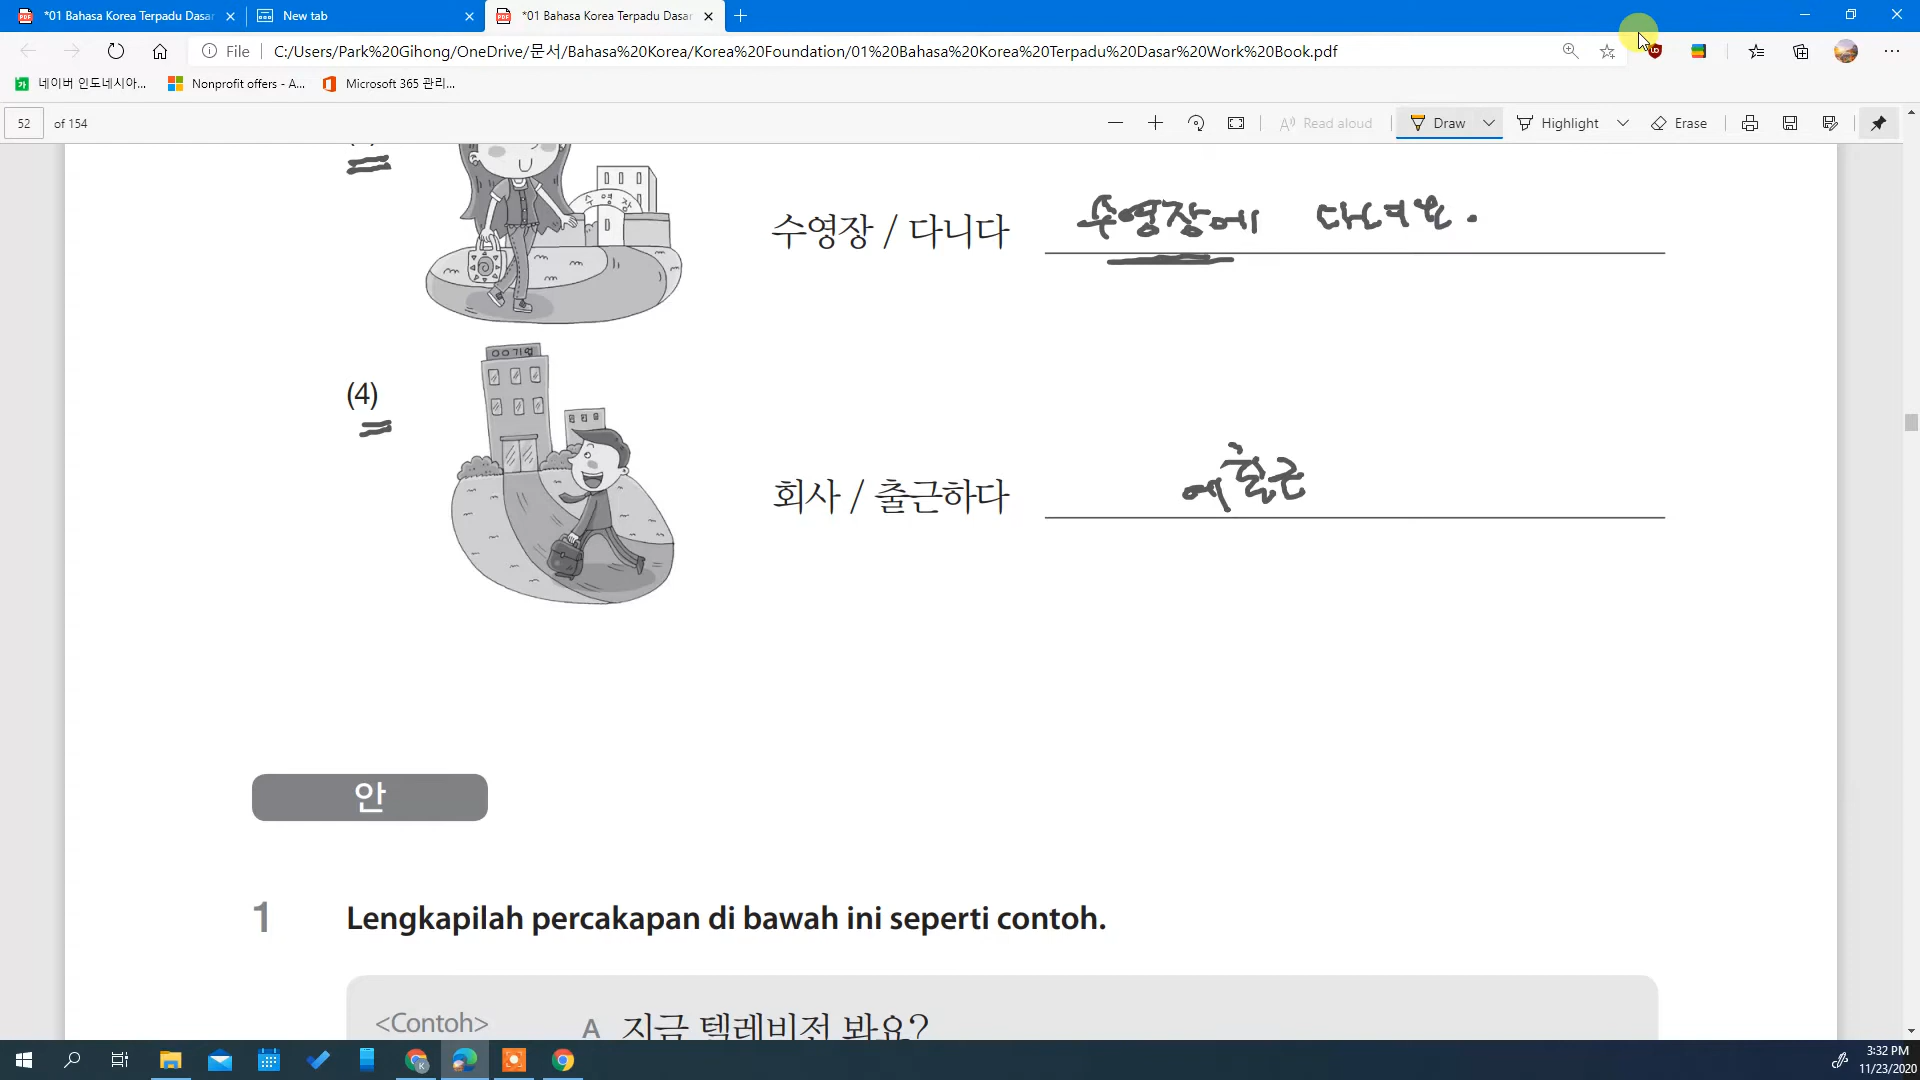 *01 Bahasa Korea Terpadu Dasar
New tab
*01 Bahasa Korea Terpadu Dasar
File C:/Users/Park%20Gihong/OneDrive/문서/Bahasa%20Korea/Korea%20Foundation/01%20Bahasa%20Korea%20Terpadu%20Dasar%20Work%20Book.pdf
네이버 인도네시아... Nonprofit offers - A... Microsoft 365 관리...
52 of 154 Read aloud Draw Highlight Erase
수영장
수영장 / 다니다 수영장에 다녀요.
(4)
회사 / 출근하다 에 출근
안
1 Lengkapilah percakapan di bawah ini seperti contoh.
<Contoh> A 지금 텔레비전 봐요?
3:32 PM
11/23/2020